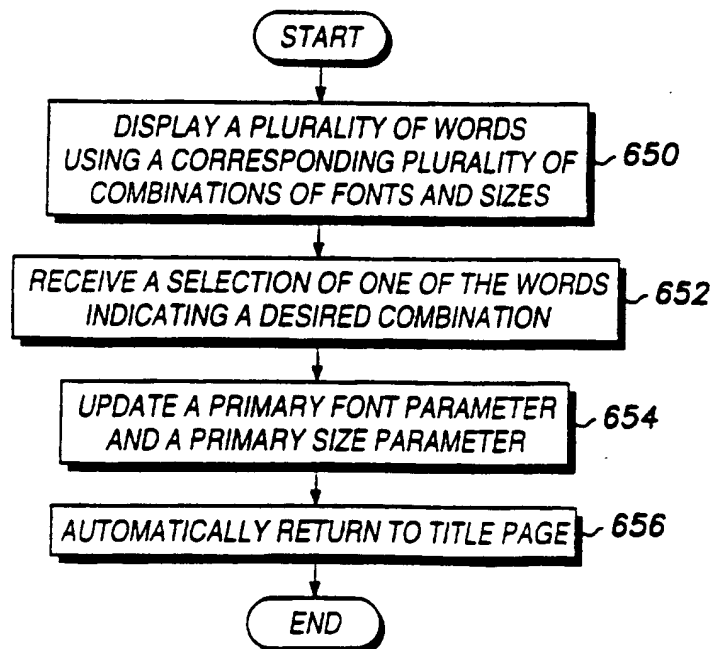 START
DISPLAY A PLURALITY OF WORDS
USING A CORRESPONDING PLURALITY OF
COMBINATIONS OF FONTS AND SIZES
650
RECEIVE A SELECTION OF ONE OF THE WORDS
INDICATING A DESIRED COMBINATION
652
UPDATE A PRIMARY FONT PARAMETER
AND A PRIMARY SIZE PARAMETER
654
AUTOMATICALLY RETURN TO TITLE PAGE
656
END